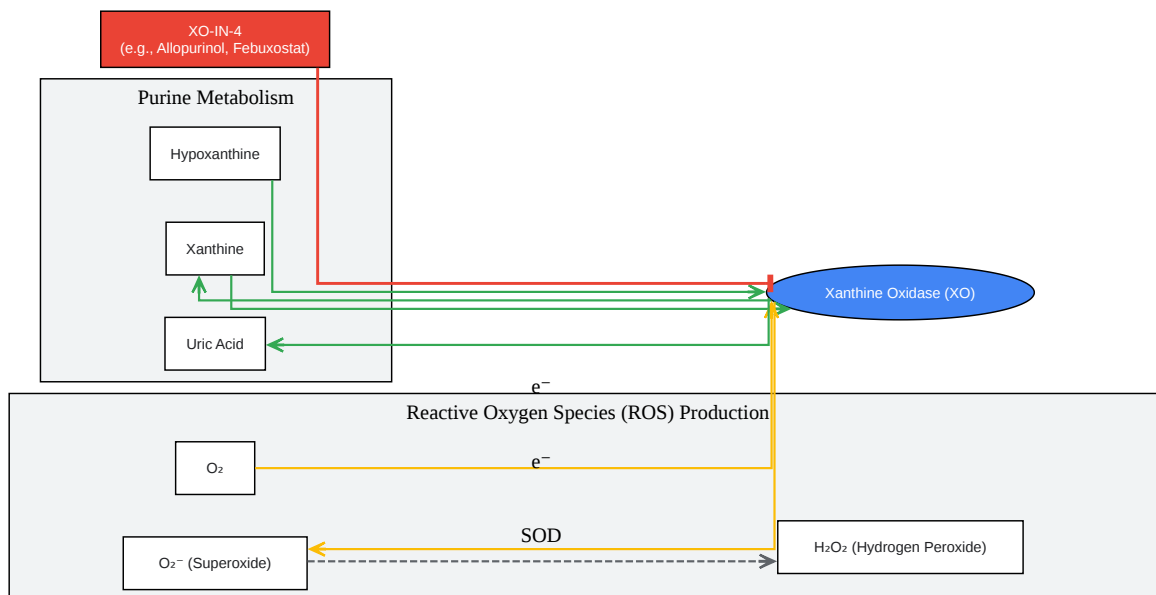 XO-IN-4
(e.g., Allopurinol, Febuxostat)
Purine Metabolism
Hypoxanthine
Xanthine
Xanthine Oxidase (XO)
Uric Acid
e⁻
Reactive Oxygen Species (ROS) Production
O₂
e⁻
SOD
O₂⁻ (Superoxide)
H₂O₂ (Hydrogen Peroxide)